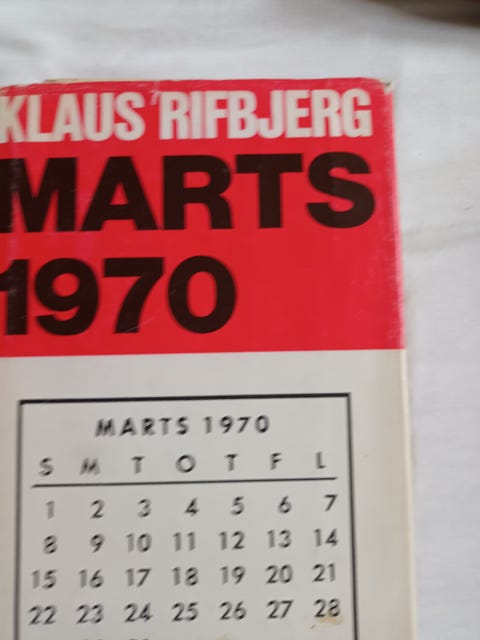 KLAUS RIFBJERG
MARTS
1970
MARTS 1970
S M T O T F L
1 2 3 4 5 6 7
8 9 10 11 12 13 14
15 16 17 18 19 20 21
22 23 24 25 26 27 28